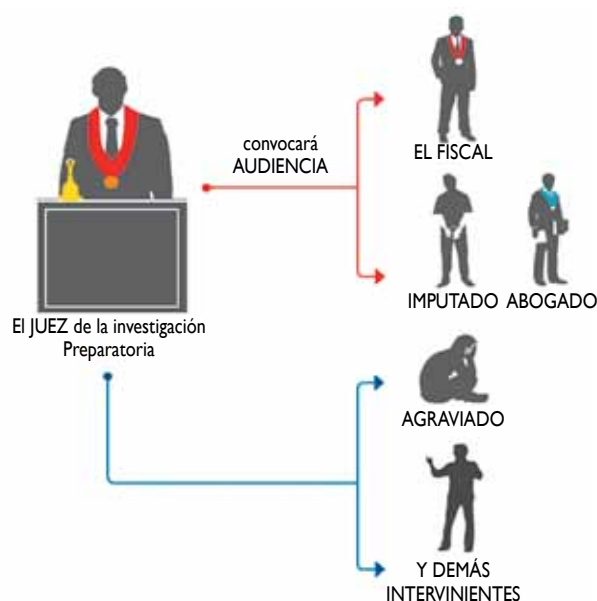 convocará
AUDIENCIA
EL FISCAL
IMPUTADO ABOGADO
El JUEZ de la investigación
Preparatoria
AGRAVIADO
Y DEMÁS
INTERVINIENTES